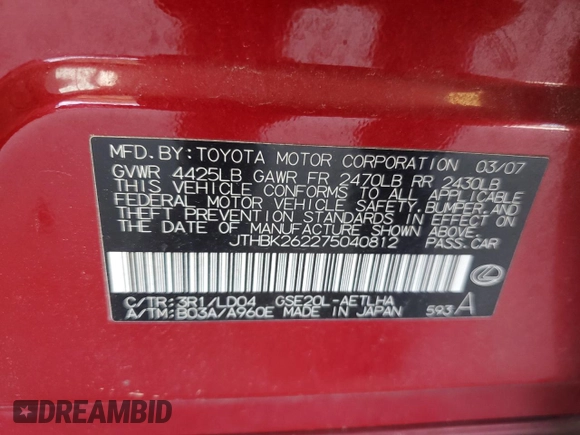 MFD.BY:TOYOTA MOTOR CORPORATION 03/07
GVWR 4425LB GAWR FR 2470LB RR 2430LB
THIS VEHICLE CONFORMS TO ALL APPLICABLE
FEDERAL MOTOR VEHICLE SAFETY,BUMPER,AND
THEFT PREVENTION STANDARDS IN EFFECT ON
THE DATE OF MANUFACTURE SHOWN ABOVE.
JTHBK262275040812 PASS.CAR
C/TR:3R1/LD04 GSE20L-AETLHA
A/TM:B03A/A960E MADE IN JAPAN 593 A
DREAMBID